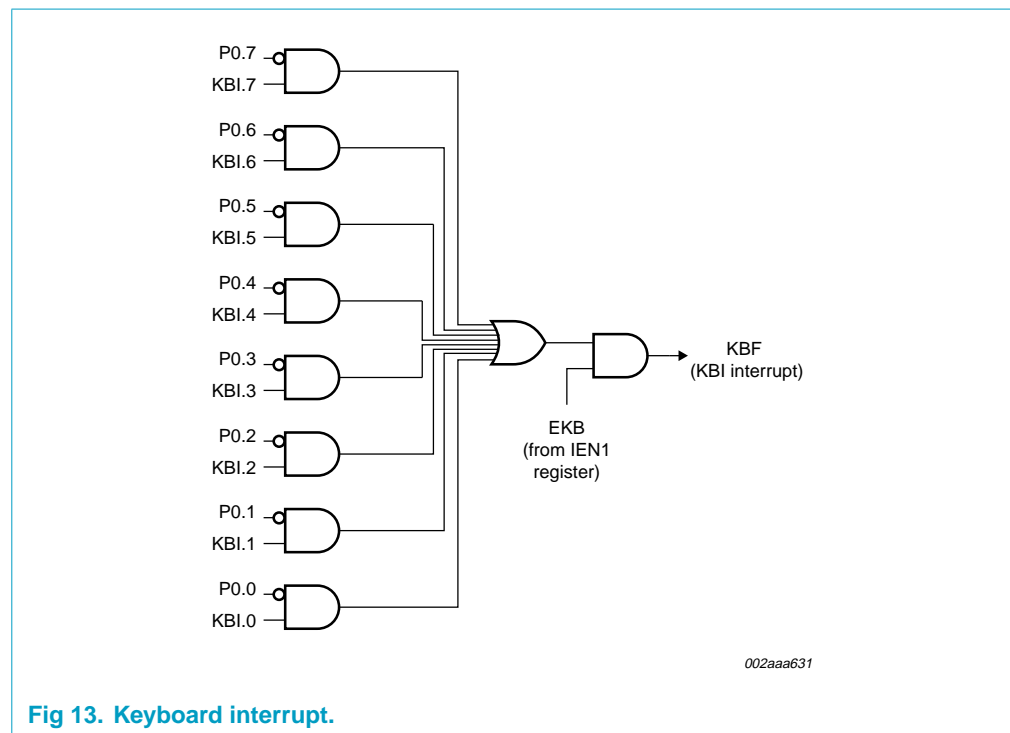 P0.7
KBI.7
P0.6
KBI.6
P0.5
KBI.5
P0.4
KBI.4
P0.3
KBI.3
P0.2
KBI.2
P0.1
KBI.1
P0.0
KBI.0
EKB
(from IEN1
register)
KBF
(KBI interrupt)
002aaa631
Fig 13. Keyboard interrupt.